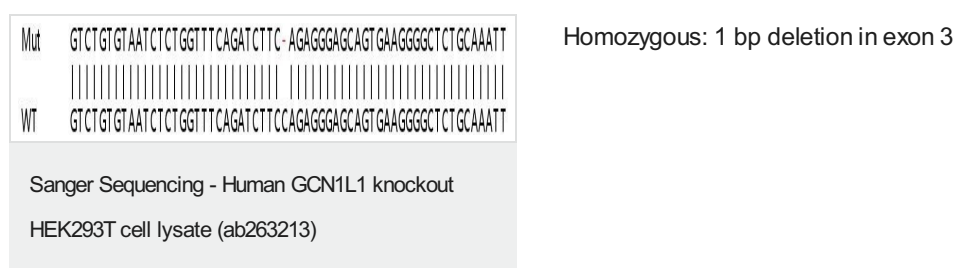 Mut GTCTGTGTAATCTCTGGTTTCAGATCTTC-AGAGGGAGCAGTGAAGGGGCTCTGCAAATT
||||||||||||||||||||||||||||| ||||||||||||||||||||||||||||||
WT GTCTGTGTAATCTCTGGTTTCAGATCTTCCAGAGGGAGCAGTGAAGGGGCTCTGCAAATT
Homozygous: 1 bp deletion in exon 3
Sanger Sequencing - Human GCN1L1 knockout
HEK293T cell lysate (ab263213)